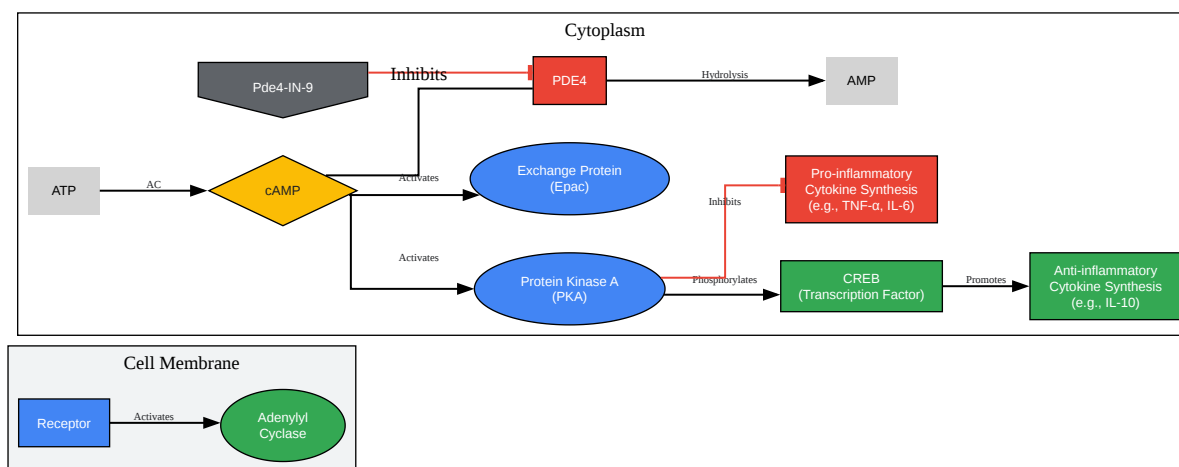 Cytoplasm
Pde4-IN-9
Inhibits
PDE4
Hydrolysis
AMP
ATP
AC
cAMP
Activates
Exchange Protein
(Epac)
Pro-inflammatory
Cytokine Synthesis
(e.g., TNF-α, IL-6)
Inhibits
Activates
Protein Kinase A
(PKA)
Phosphorylates
CREB
(Transcription Factor)
Promotes
Anti-inflammatory
Cytokine Synthesis
(e.g., IL-10)
Cell Membrane
Receptor
Activates
Adenylyl
Cyclase